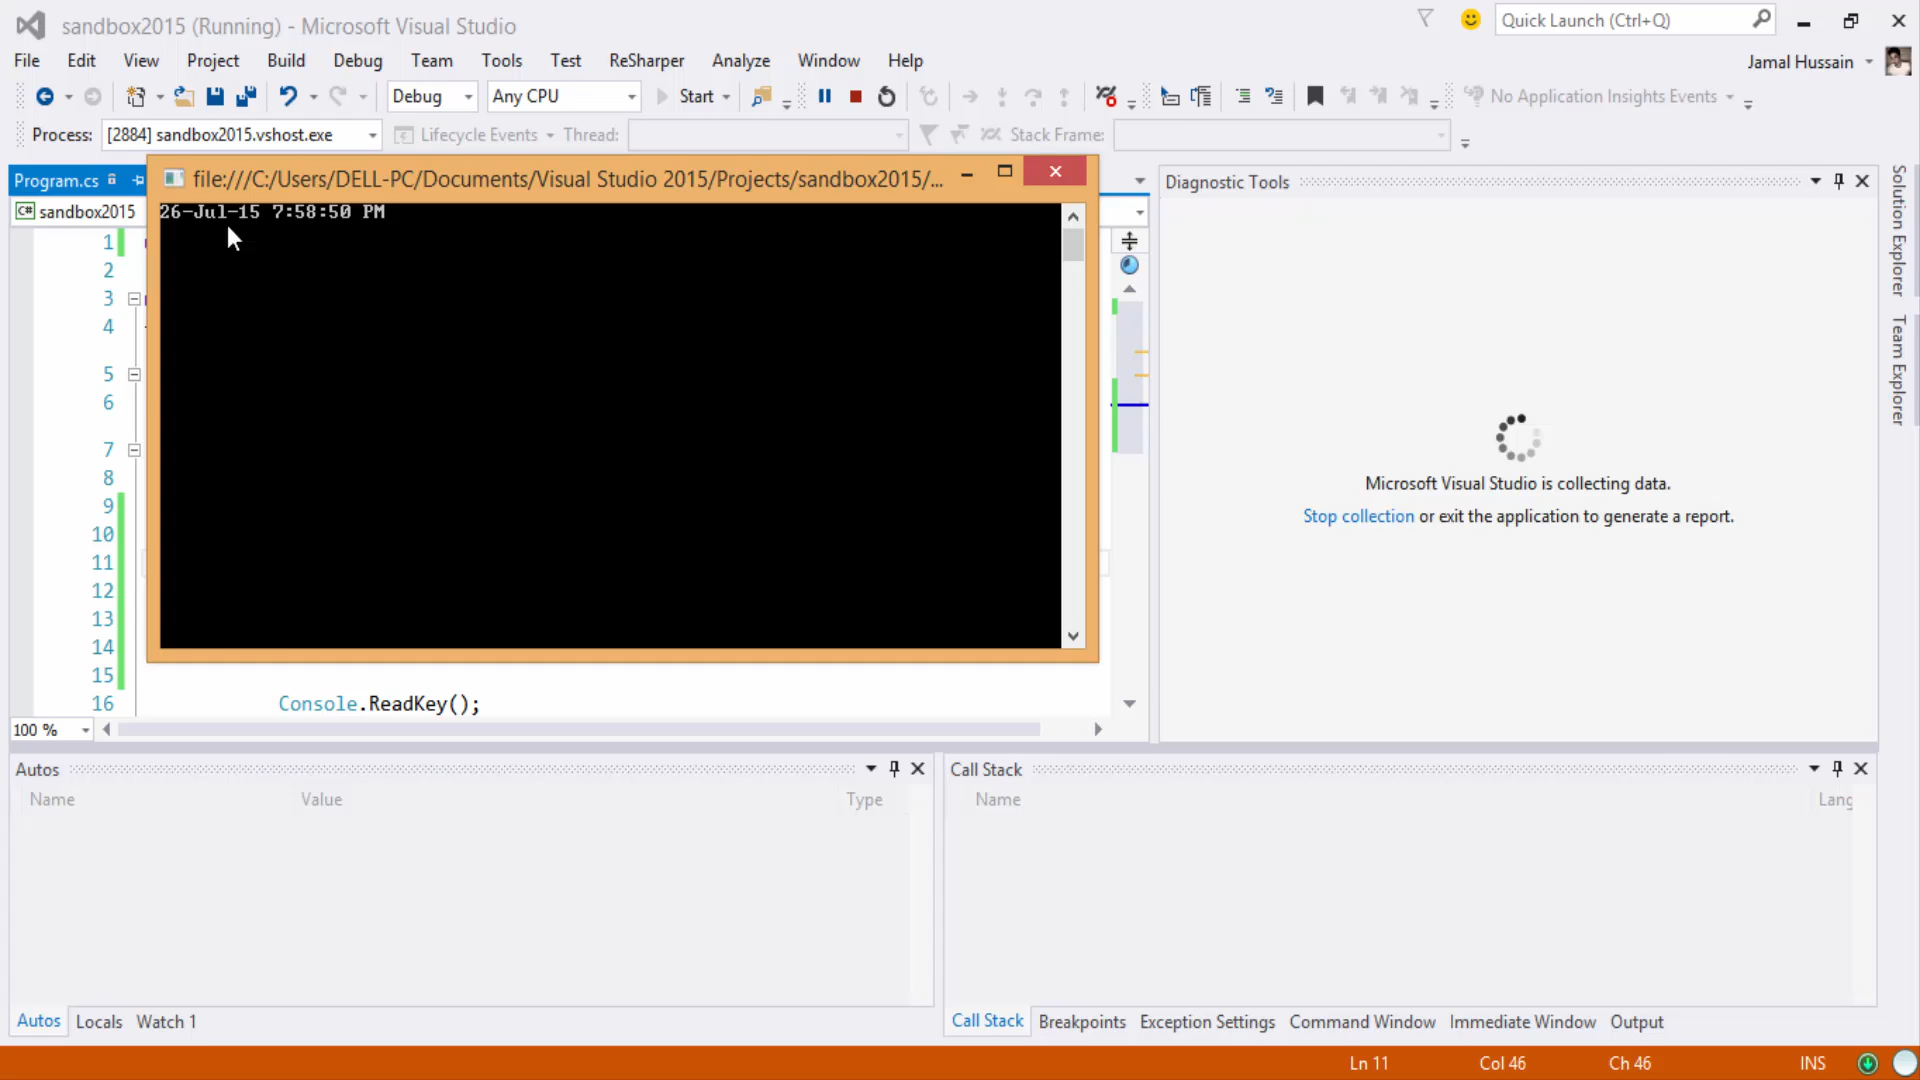 sandbox2015 (Running) - Microsoft Visual Studio
Quick Launch (Ctrl+Q)
File Edit View Project Build Debug Team Tools Test ReSharper Analyze Window Help
Jamal Hussain
Debug Any CPU Start No Application Insights Events
Process: [2884] sandbox2015.vshost.exe Lifecycle Events Thread: Stack Frame:
Program.cs
file:///C:/Users/DELL-PC/Documents/Visual Studio 2015/Projects/sandbox2015/...
Diagnostic Tools
Solution Explorer
Team Explorer
C# sandbox2015
26-Jul-15 7:58:50 PM
1
2
3
4
5
6
7
8
9
10
11
12
13
14
15
16 Console.ReadKey();
Microsoft Visual Studio is collecting data.
Stop collection or exit the application to generate a report.
100 %
Autos
Name Value Type
Call Stack
Name Lang
Autos Locals Watch 1
Call Stack Breakpoints Exception Settings Command Window Immediate Window Output
Ln 11 Col 46 Ch 46 INS